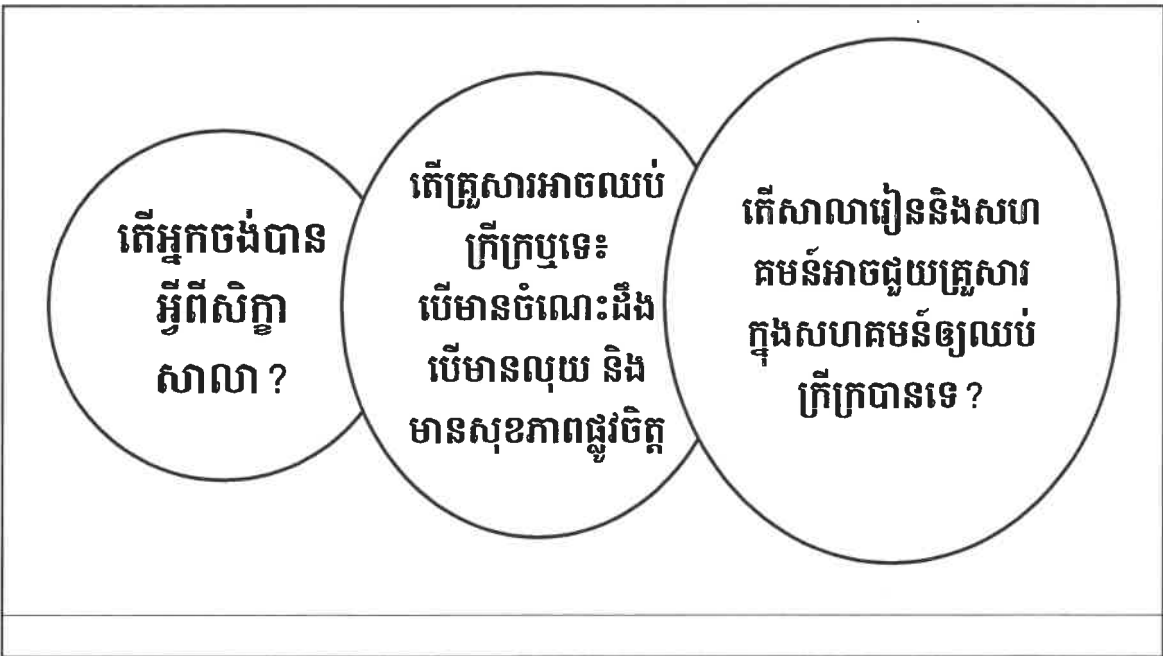 តើអ្នកចង់បាន
អ្វីពីសិក្ខា
សាលា ?
តើគ្រួសារអាចឈប់
ក្រីក្រឬទេ៖
បើមានចំណេះដឹង
បើមានលុយ និង
មានសុខភាពផ្លូវចិត្ត
តើសាលារៀននិងសហ
គមន៍អាចជួយគ្រួសារ
ក្នុងសហគមន៍ឲ្យឈប់
ក្រីក្របានទេ ?